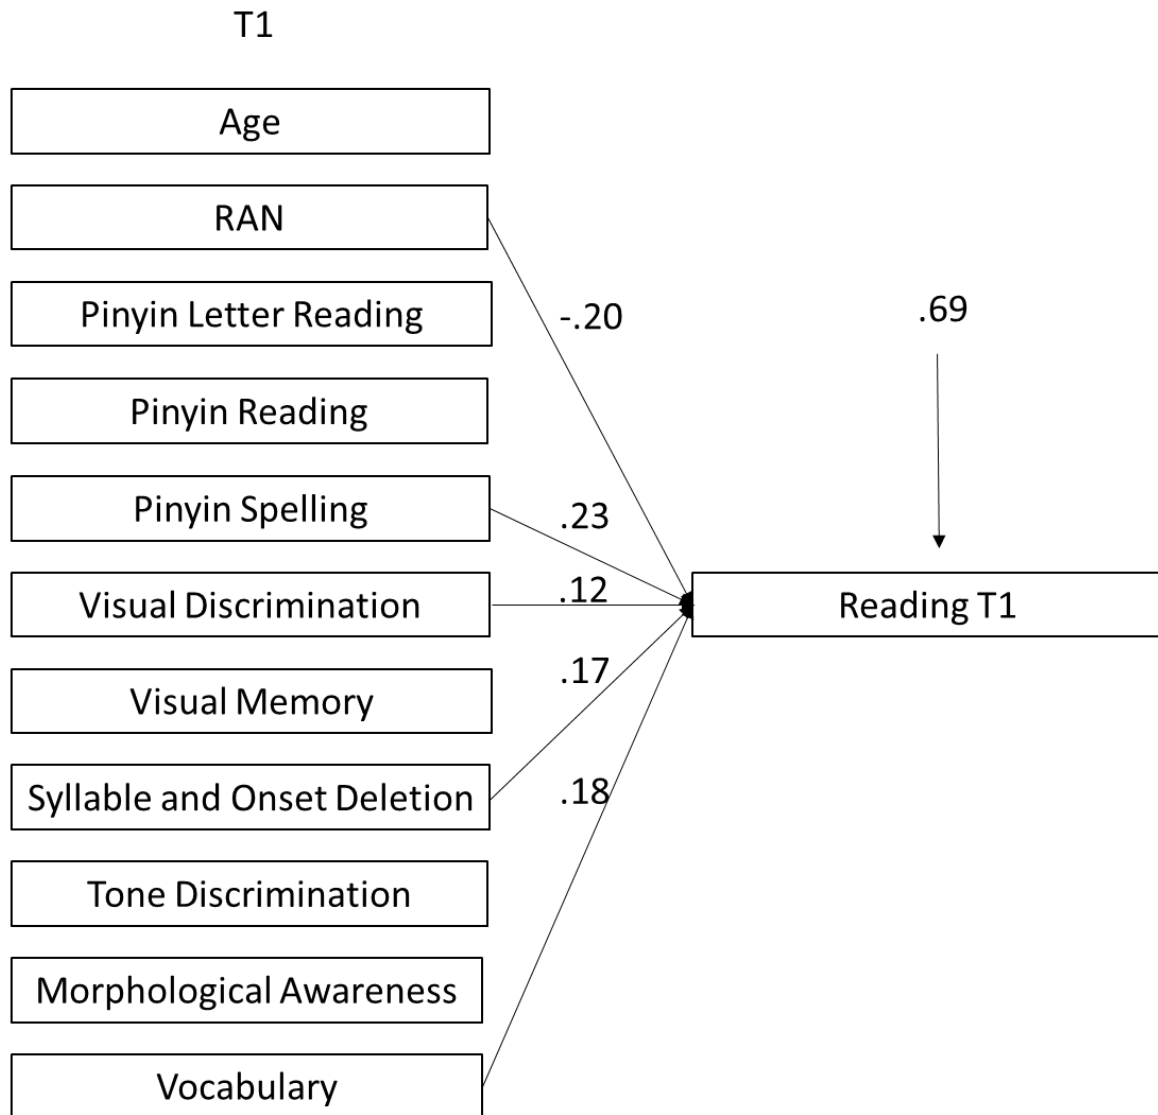 T1
Age
RAN
Pinyin Letter Reading
-.20
.69
Pinyin Reading
Pinyin Spelling
.23
Visual Discrimination
.12
Reading T1
Visual Memory
.17
Syllable and Onset Deletion
.18
Tone Discrimination
Morphological Awareness
Vocabulary